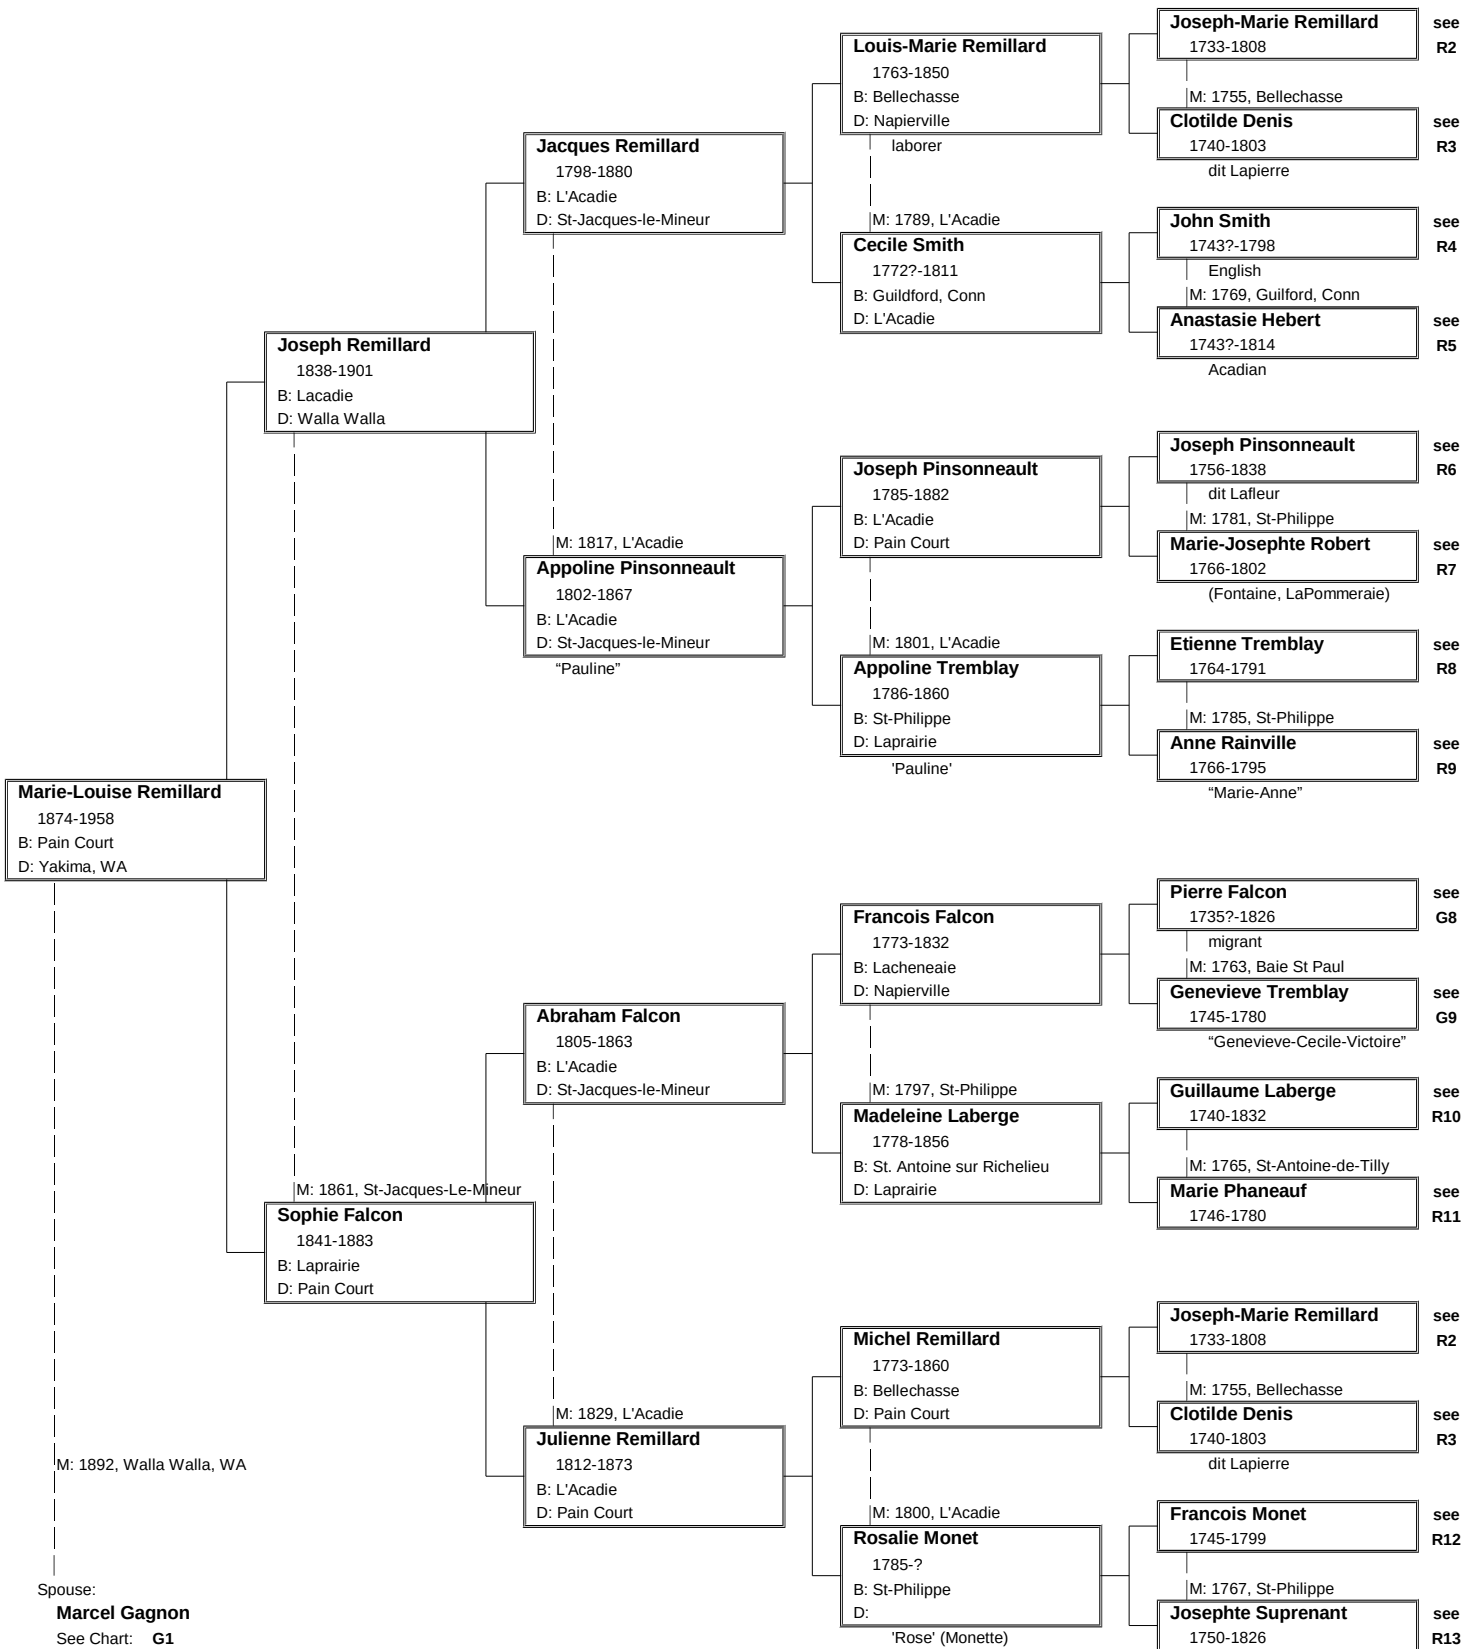 Joseph-Marie Remillard
1733-1808
see
R2
M: 1755, Bellechasse
Clotilde Denis
1740-1803
see
R3
dit Lapierre
Louis-Marie Remillard
1763-1850
B: Bellechasse
D: Napierville
laborer
M: 1789, L'Acadie
Cecile Smith
1772?-1811
B: Guildford, Conn
D: L'Acadie
John Smith
1743?-1798
see
R4
English
M: 1769, Guilford, Conn
Anastasie Hebert
1743?-1814
see
R5
Acadian
Jacques Remillard
1798-1880
B: L'Acadie
D: St-Jacques-le-Mineur
M: 1817, L'Acadie
Appoline Pinsonneault
1802-1867
B: L'Acadie
D: St-Jacques-le-Mineur
“Pauline”
Joseph Pinsonneault
1785-1882
B: L'Acadie
D: Pain Court
M: 1801, L'Acadie
Appoline Tremblay
1786-1860
B: St-Philippe
D: Laprairie
'Pauline'
Joseph Pinsonneault
1756-1838
see
R6
dit Lafleur
M: 1781, St-Philippe
Marie-Josephte Robert
1766-1802
see
R7
(Fontaine, LaPommeraie)
Etienne Tremblay
1764-1791
see
R8
M: 1785, St-Philippe
Anne Rainville
1766-1795
see
R9
“Marie-Anne”
Joseph Remillard
1838-1901
B: Lacadie
D: Walla Walla
M: 1861, St-Jacques-Le-Mineur
Sophie Falcon
1841-1883
B: Laprairie
D: Pain Court
Marie-Louise Remillard
1874-1958
B: Pain Court
D: Yakima, WA
M: 1892, Walla Walla, WA
Spouse:
Marcel Gagnon
See Chart: G1
Abraham Falcon
1805-1863
B: L'Acadie
D: St-Jacques-le-Mineur
M: 1829, L'Acadie
Julienne Remillard
1812-1873
B: L'Acadie
D: Pain Court
Francois Falcon
1773-1832
B: Lacheneaie
D: Napierville
M: 1797, St-Philippe
Madeleine Laberge
1778-1856
B: St. Antoine sur Richelieu
D: Laprairie
Pierre Falcon
1735?-1826
see
G8
migrant
M: 1763, Baie St Paul
Genevieve Tremblay
1745-1780
see
G9
“Genevieve-Cecile-Victoire”
Guillaume Laberge
1740-1832
see
R10
M: 1765, St-Antoine-de-Tilly
Marie Phaneauf
1746-1780
see
R11
Michel Remillard
1773-1860
B: Bellechasse
D: Pain Court
M: 1800, L'Acadie
Rosalie Monet
1785-?
B: St-Philippe
D:
'Rose' (Monette)
Joseph-Marie Remillard
1733-1808
see
R2
M: 1755, Bellechasse
Clotilde Denis
1740-1803
see
R3
dit Lapierre
Francois Monet
1745-1799
see
R12
M: 1767, St-Philippe
Josephte Suprenant
1750-1826
see
R13